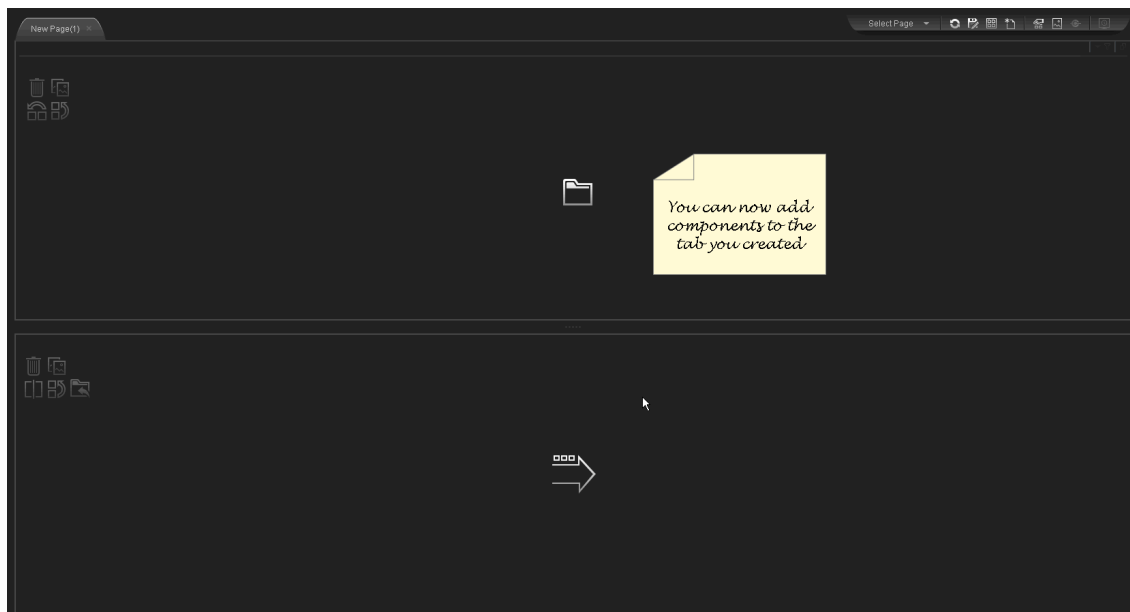 New Page(1)
Select Page
You can now add
components to the
tab you created